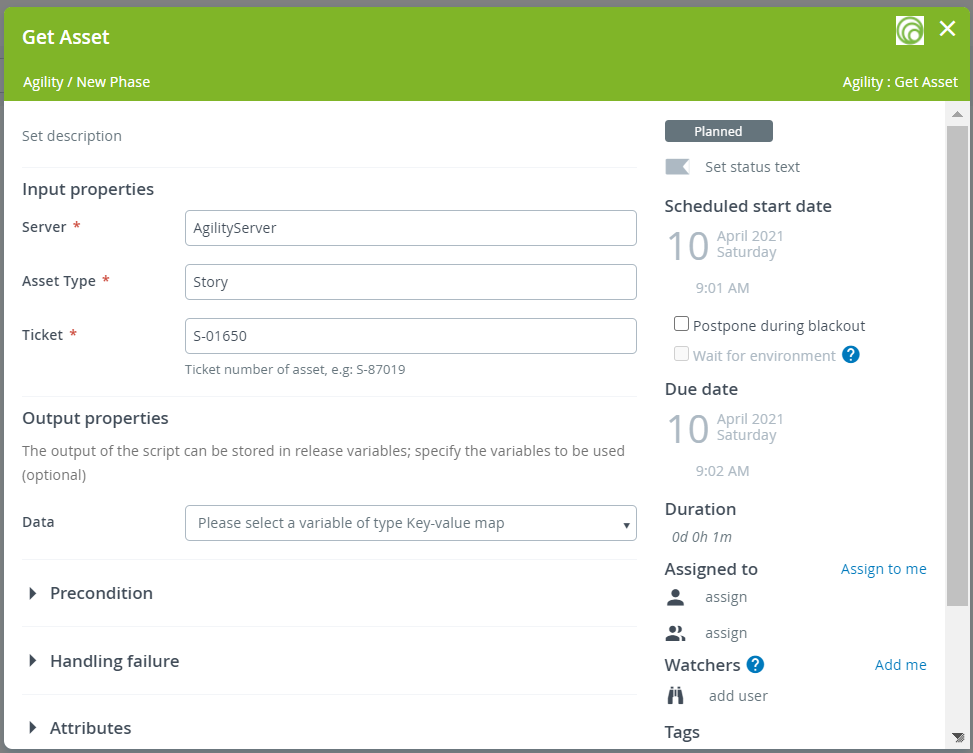 Get Asset
Agility / New Phase
Agility : Get Asset
Set description
Input properties
Server *
AgilityServer
Asset Type *
Story
Ticket *
S-01650
Ticket number of asset, e.g: S-87019
Output properties
The output of the script can be stored in release variables; specify the variables to be used
(optional)
Data
Please select a variable of type Key-value map
Precondition
Handling failure
Attributes
Planned
Set status text
Scheduled start date
10
April 2021
Saturday
9:01 AM
Postpone during blackout
Wait for environment ?
Due date
10
April 2021
Saturday
9:02 AM
Duration
0d 0h 1m
Assigned to
Assign to me
assign
assign
Watchers ?
Add me
add user
Tags